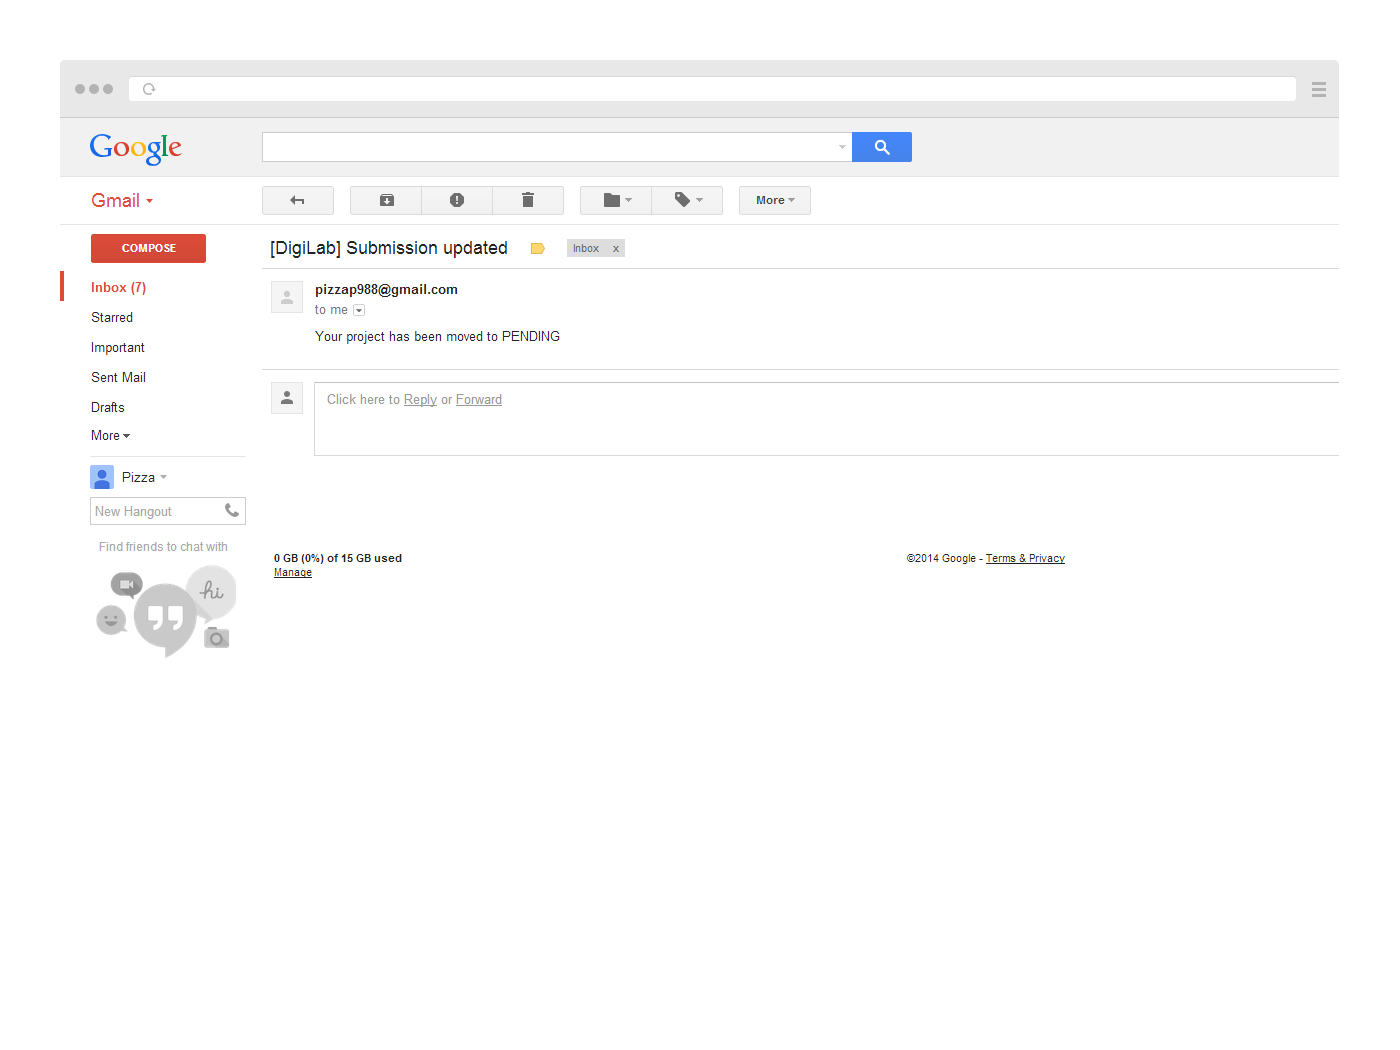 Google
Gmail
More
COMPOSE
[DigiLab] Submission updated
Inbox x
Inbox (7)
Starred
Important
Sent Mail
Drafts
More
pizzap988@gmail.com
to me
Your project has been moved to PENDING
Click here to Reply or Forward
Pizza
New Hangout
Find friends to chat with
hi
0 GB (0%) of 15 GB used
Manage
©2014 Google - Terms & Privacy